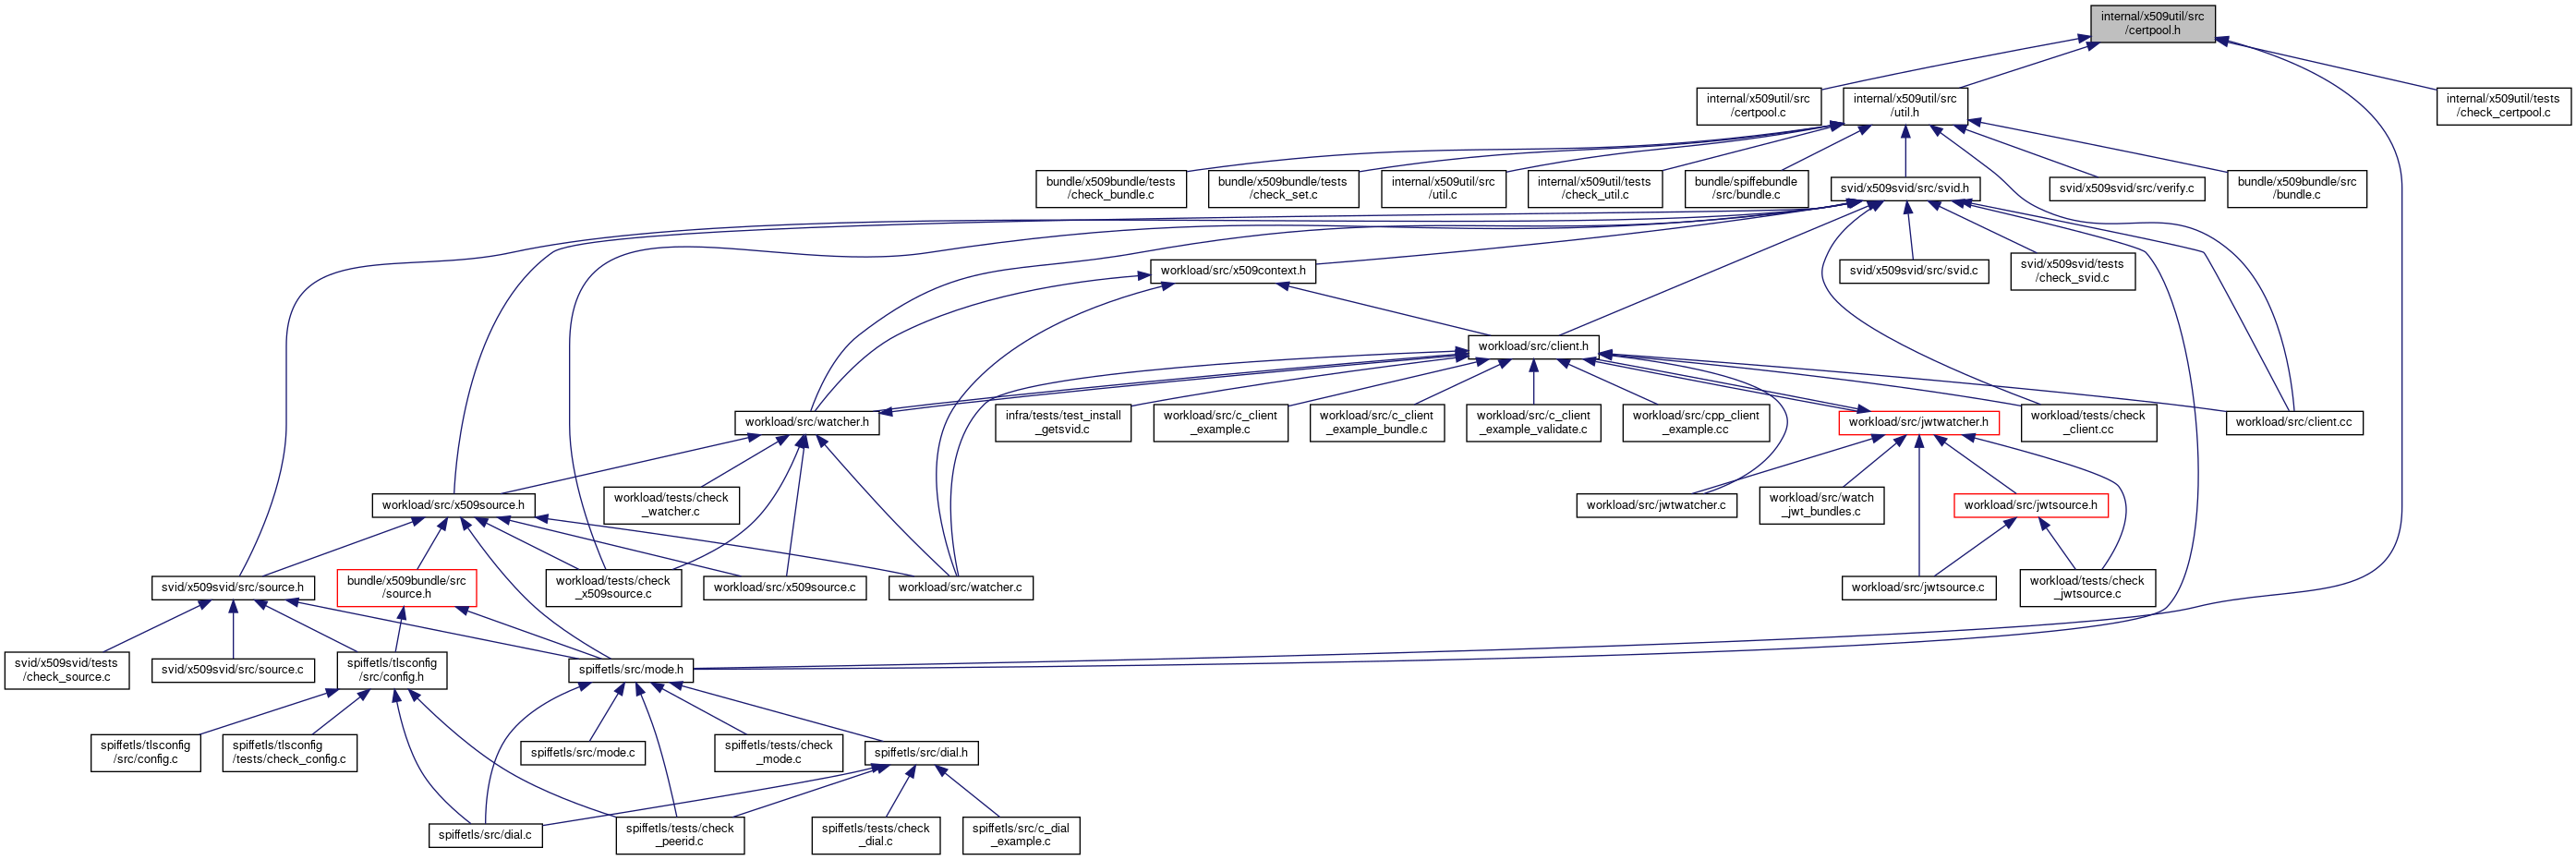 internal/x509util/src
/certpool.h
internal/x509util/src
/certpool.c
internal/x509util/src
/util.h
internal/x509util/tests
/check_certpool.c
bundle/x509bundle/tests
/check_bundle.c
bundle/x509bundle/tests
/check_set.c
internal/x509util/src
/util.c
internal/x509util/tests
/check_util.c
bundle/spiffebundle
/src/bundle.c
svid/x509svid/src/svid.h
svid/x509svid/src/verify.c
bundle/x509bundle/src
/bundle.c
workload/src/x509context.h
svid/x509svid/src/svid.c
svid/x509svid/tests
/check_svid.c
workload/src/client.h
workload/src/watcher.h
infra/tests/test_install
_getsvid.c
workload/src/c_client
_example.c
workload/src/c_client
_example_bundle.c
workload/src/c_client
_example_validate.c
workload/src/cpp_client
_example.cc
workload/src/jwtwatcher.h
workload/tests/check
_client.cc
workload/src/client.cc
workload/src/x509source.h
workload/tests/check
_watcher.c
workload/src/jwtwatcher.c
workload/src/watch
_jwt_bundles.c
workload/src/jwtsource.h
svid/x509svid/src/source.h
bundle/x509bundle/src
/source.h
workload/tests/check
_x509source.c
workload/src/x509source.c
workload/src/watcher.c
workload/src/jwtsource.c
workload/tests/check
_jwtsource.c
svid/x509svid/tests
/check_source.c
svid/x509svid/src/source.c
spiffetls/tlsconfig
/src/config.h
spiffetls/src/mode.h
spiffetls/tlsconfig
/src/config.c
spiffetls/tlsconfig
/tests/check_config.c
spiffetls/src/mode.c
spiffetls/tests/check
_mode.c
spiffetls/src/dial.h
spiffetls/src/dial.c
spiffetls/tests/check
_peerid.c
spiffetls/tests/check
_dial.c
spiffetls/src/c_dial
_example.c